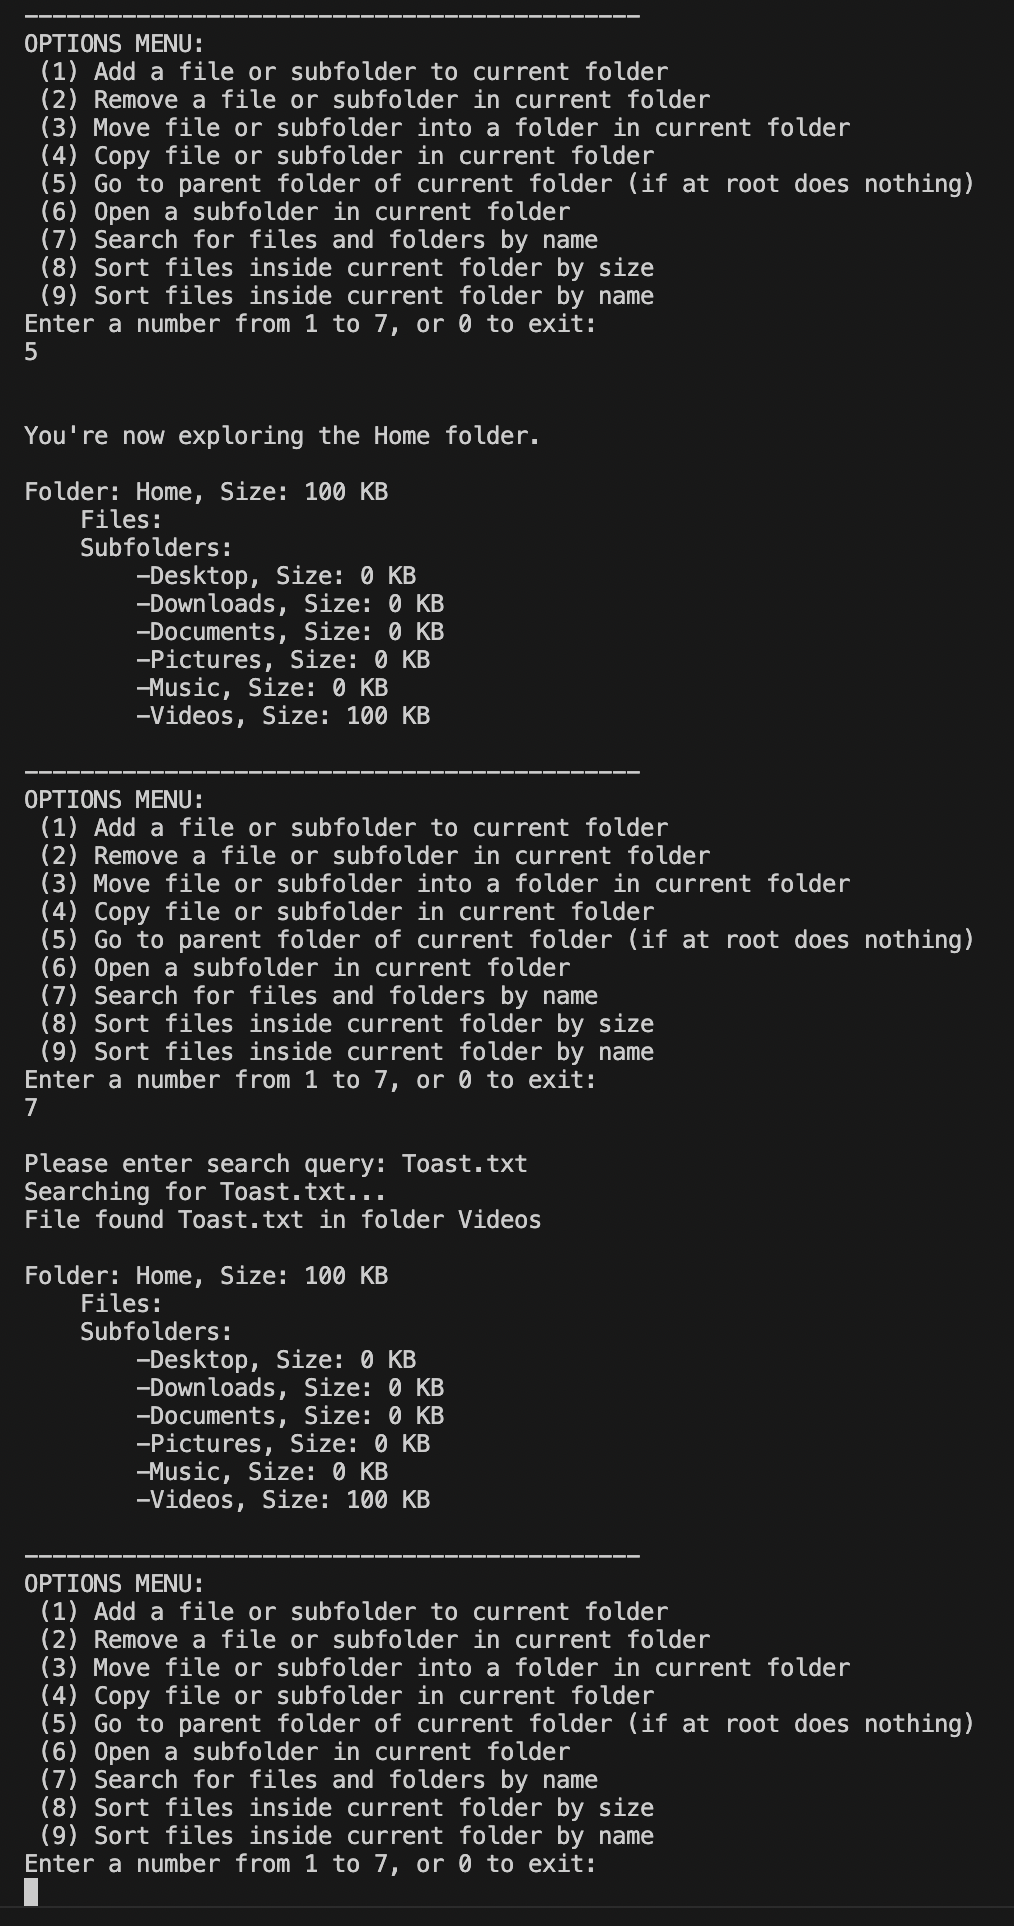 --------------------------------------------
OPTIONS MENU:
(1) Add a file or subfolder to current folder
(2) Remove a file or subfolder in current folder
(3) Move file or subfolder into a folder in current folder
(4) Copy file or subfolder in current folder
(5) Go to parent folder of current folder (if at root does nothing)
(6) Open a subfolder in current folder
(7) Search for files and folders by name
(8) Sort files inside current folder by size
(9) Sort files inside current folder by name
Enter a number from 1 to 7, or 0 to exit:
5
You're now exploring the Home folder.
Folder: Home, Size: 100 KB
Files:
Subfolders:
-Desktop, Size: 0 KB
-Downloads, Size: 0 KB
-Documents, Size: 0 KB
-Pictures, Size: 0 KB
-Music, Size: 0 KB
-Videos, Size: 100 KB
--------------------------------------------
OPTIONS MENU:
(1) Add a file or subfolder to current folder
(2) Remove a file or subfolder in current folder
(3) Move file or subfolder into a folder in current folder
(4) Copy file or subfolder in current folder
(5) Go to parent folder of current folder (if at root does nothing)
(6) Open a subfolder in current folder
(7) Search for files and folders by name
(8) Sort files inside current folder by size
(9) Sort files inside current folder by name
Enter a number from 1 to 7, or 0 to exit:
7
Please enter search query: Toast.txt
Searching for Toast.txt...
File found Toast.txt in folder Videos
Folder: Home, Size: 100 KB
Files:
Subfolders:
-Desktop, Size: 0 KB
-Downloads, Size: 0 KB
-Documents, Size: 0 KB
-Pictures, Size: 0 KB
-Music, Size: 0 KB
-Videos, Size: 100 KB
--------------------------------------------
OPTIONS MENU:
(1) Add a file or subfolder to current folder
(2) Remove a file or subfolder in current folder
(3) Move file or subfolder into a folder in current folder
(4) Copy file or subfolder in current folder
(5) Go to parent folder of current folder (if at root does nothing)
(6) Open a subfolder in current folder
(7) Search for files and folders by name
(8) Sort files inside current folder by size
(9) Sort files inside current folder by name
Enter a number from 1 to 7, or 0 to exit: